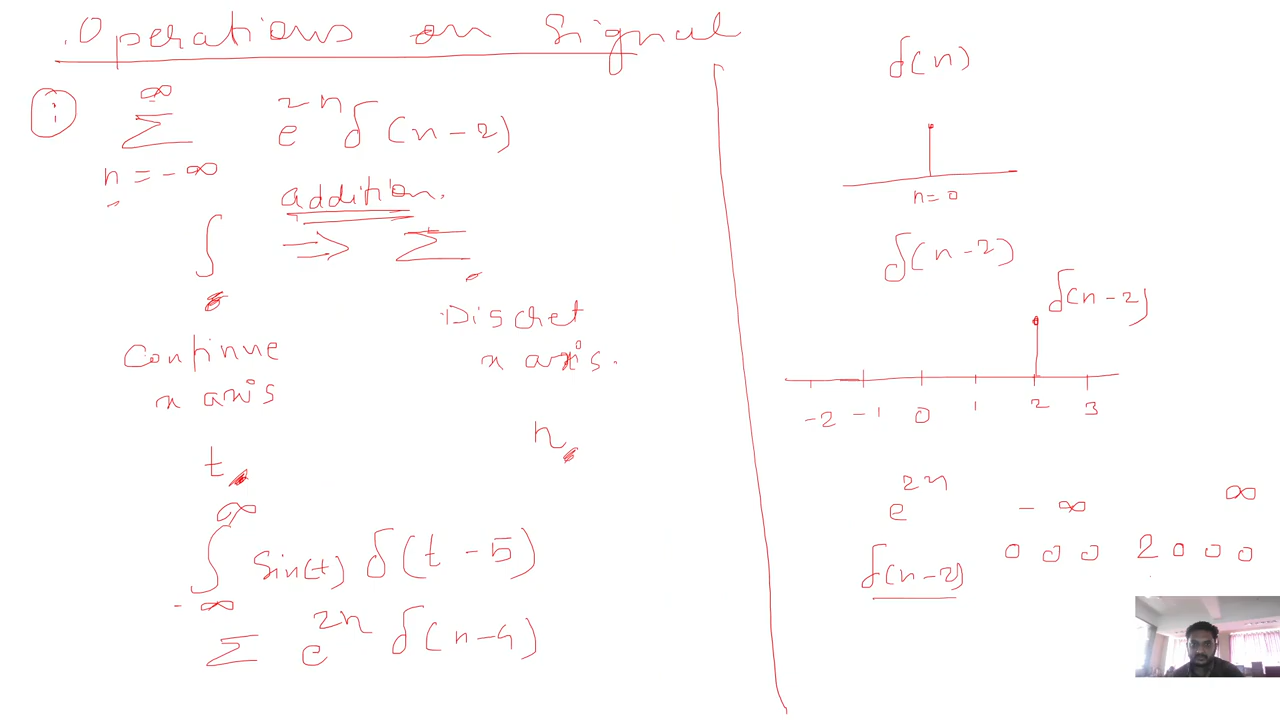 .Operations on Signal
i
∞
Σ e^2n δ(n-2)
n = -∞
addition.
∫ ⇒ Σ
Continue
x axis
Discret
x axis.
t
n
∞
∫ Sin(t) δ(t - 5)
-∞
Σ e^2n δ(n-4)
δ(n)
n=0
δ(n-2)
δ(n-2)
-2 -1 0 1 2 3
e^2n -∞ ∞
δ(n-2) 0 0 0 2 0 0 0